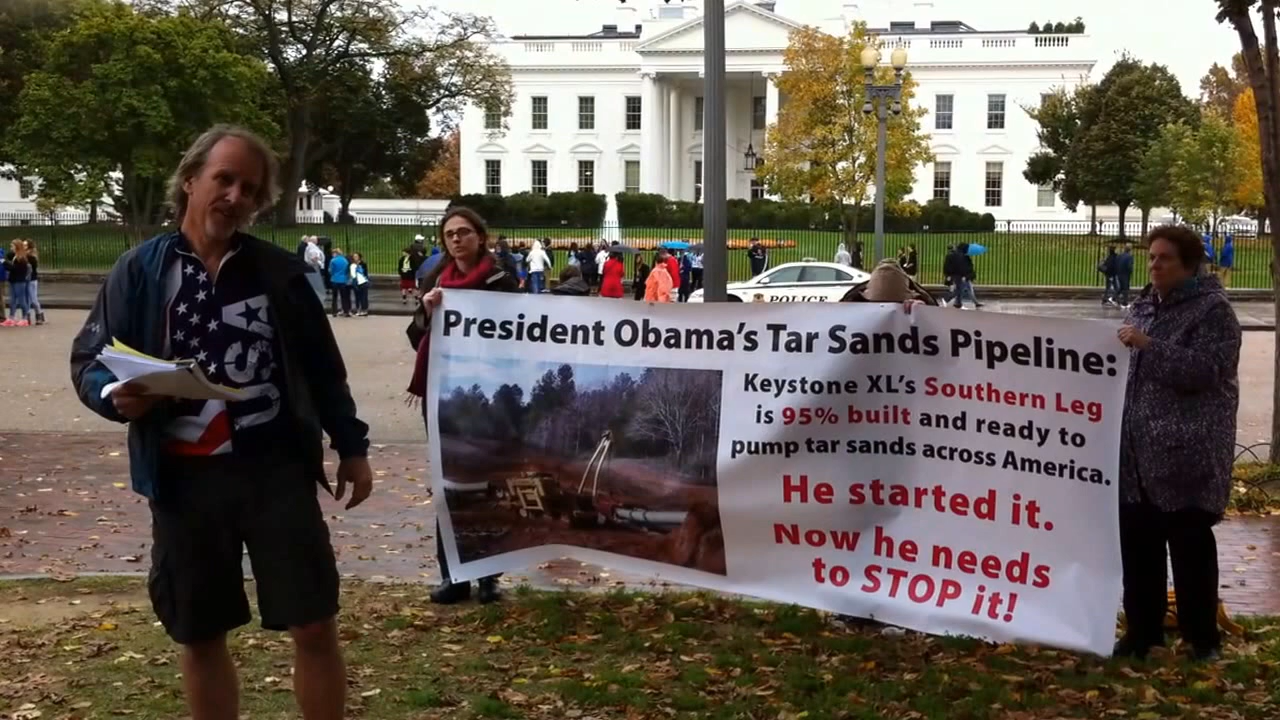 USA
POLICE
President Obama's Tar Sands Pipeline:
Keystone XL's Southern Leg
is 95% built and ready to
pump tar sands across America.
He started it.
Now he needs
to STOP it!